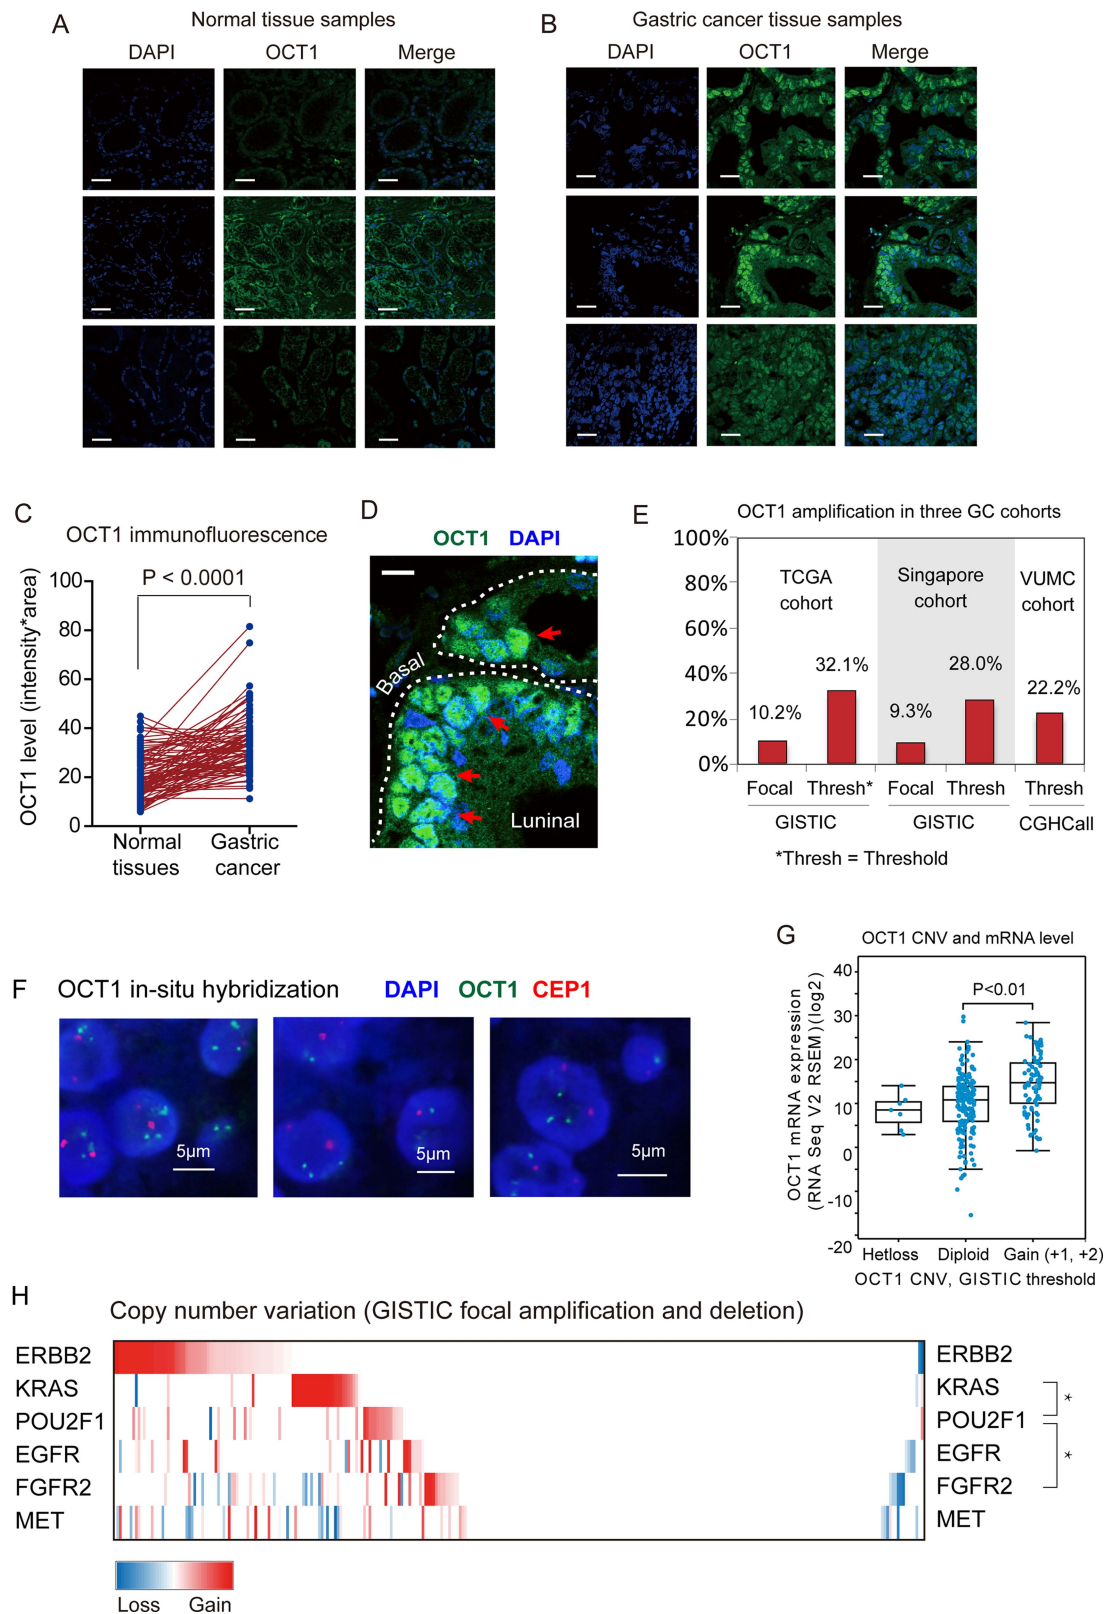 A
Normal tissue samples
DAPI OCT1 Merge
B
Gastric cancer tissue samples
DAPI OCT1 Merge
C
OCT1 immunofluorescence
P < 0.0001
OCT1 level (intensity*area)
100
80
60
40
20
0
Normal
tissues
Gastric
cancer
D
OCT1 DAPI
Basal
Luninal
E
OCT1 amplification in three GC cohorts
100%
80%
60%
40%
20%
0%
TCGA
cohort
Singapore
cohort
VUMC
cohort
10.2%
32.1%
9.3%
28.0%
22.2%
Focal Thresh* Focal Thresh Thresh
GISTIC GISTIC CGHCall
*Thresh = Threshold
F
OCT1 in-situ hybridization DAPI OCT1 CEP1
5μm
5μm
5μm
G
OCT1 CNV and mRNA level
P<0.01
OCT1 mRNA expression
(RNA Seq V2 RSEM)(log2)
40
30
20
10
0
-10
-20
Hetloss Diploid Gain (+1, +2)
OCT1 CNV, GISTIC threshold
H
Copy number variation (GISTIC focal amplification and deletion)
ERBB2 ERBB2
KRAS KRAS
*
POU2F1 POU2F1
EGFR EGFR
*
FGFR2 FGFR2
MET MET
Loss Gain